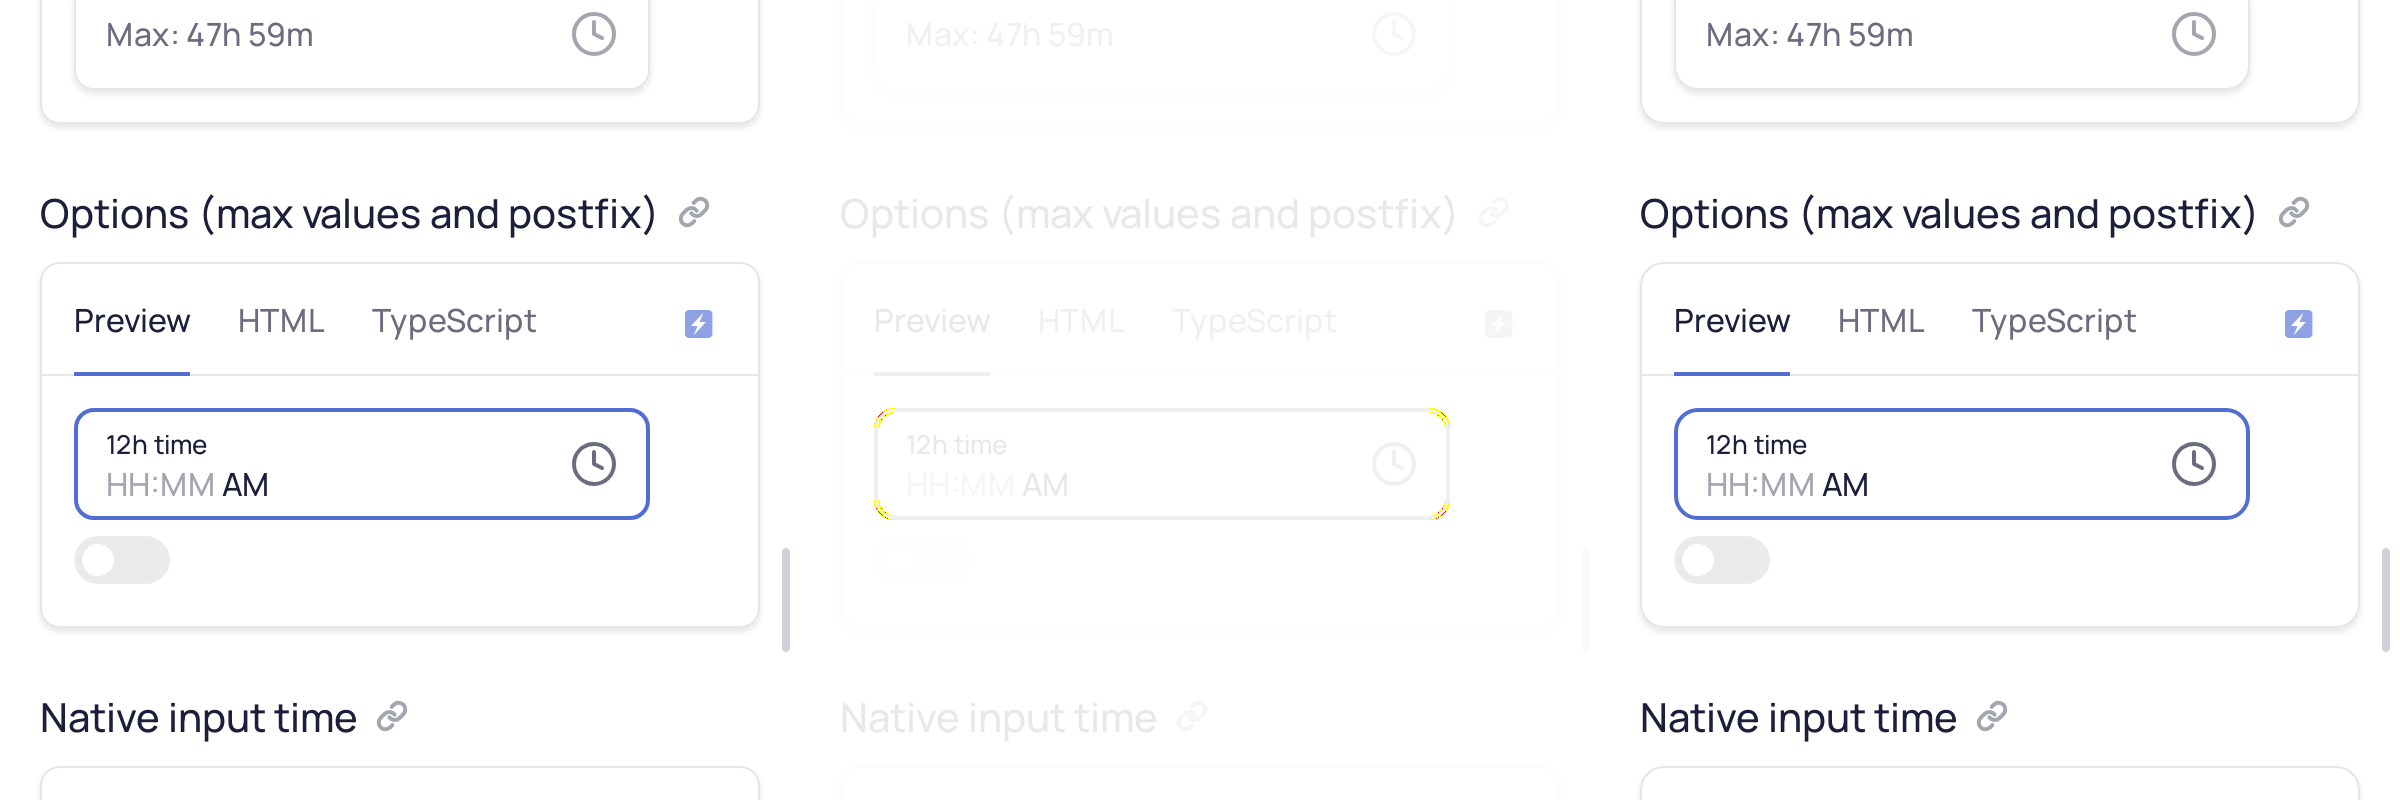 Max: 47h 59m
Options (max values and postfix)
Preview HTML TypeScript
12h time
HH:MM AM
Native input time
Max: 47h 59m
Options (max values and postfix)
Preview HTML TypeScript
12h time
HH:MM AM
Native input time
Max: 47h 59m
Options (max values and postfix)
Preview HTML TypeScript
12h time
HH:MM AM
Native input time